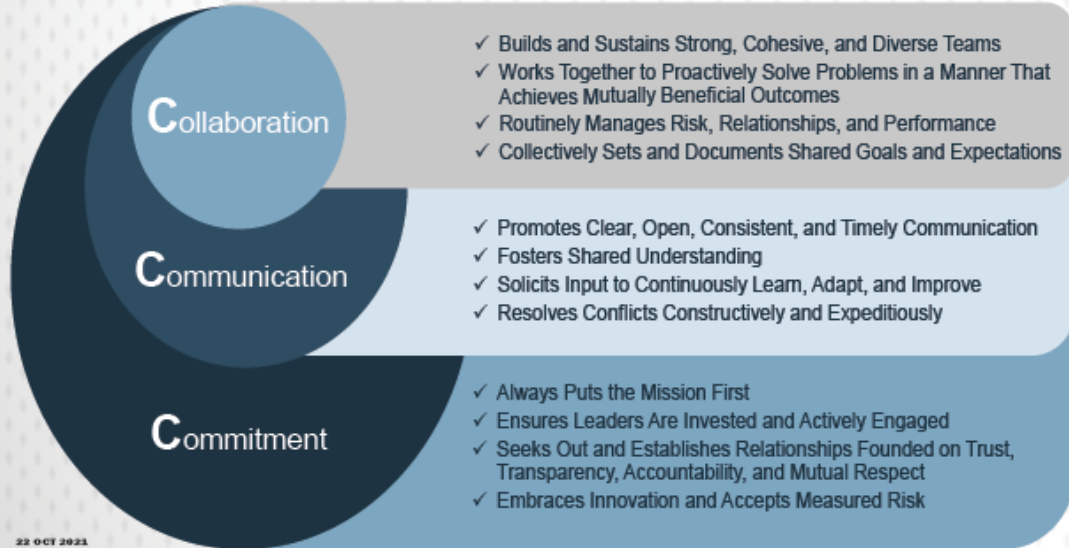 Collaboration
✓ Builds and Sustains Strong, Cohesive, and Diverse Teams
✓ Works Together to Proactively Solve Problems in a Manner That
Achieves Mutually Beneficial Outcomes
✓ Routinely Manages Risk, Relationships, and Performance
✓ Collectively Sets and Documents Shared Goals and Expectations
Communication
✓ Promotes Clear, Open, Consistent, and Timely Communication
✓ Fosters Shared Understanding
✓ Solicits Input to Continuously Learn, Adapt, and Improve
✓ Resolves Conflicts Constructively and Expeditiously
Commitment
✓ Always Puts the Mission First
✓ Ensures Leaders Are Invested and Actively Engaged
✓ Seeks Out and Establishes Relationships Founded on Trust,
Transparency, Accountability, and Mutual Respect
✓ Embraces Innovation and Accepts Measured Risk
22 OCT 2021